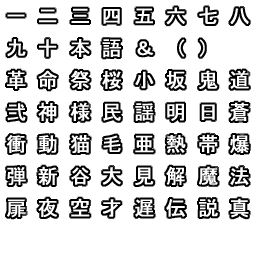 一二三四五六七八
九十本語＆（）
革命祭桜小坂鬼道
弐神様民謡明日蒼
衝動猫毛亜熱帯爆
弾新谷大見解魔法
扉夜空才遅伝説真